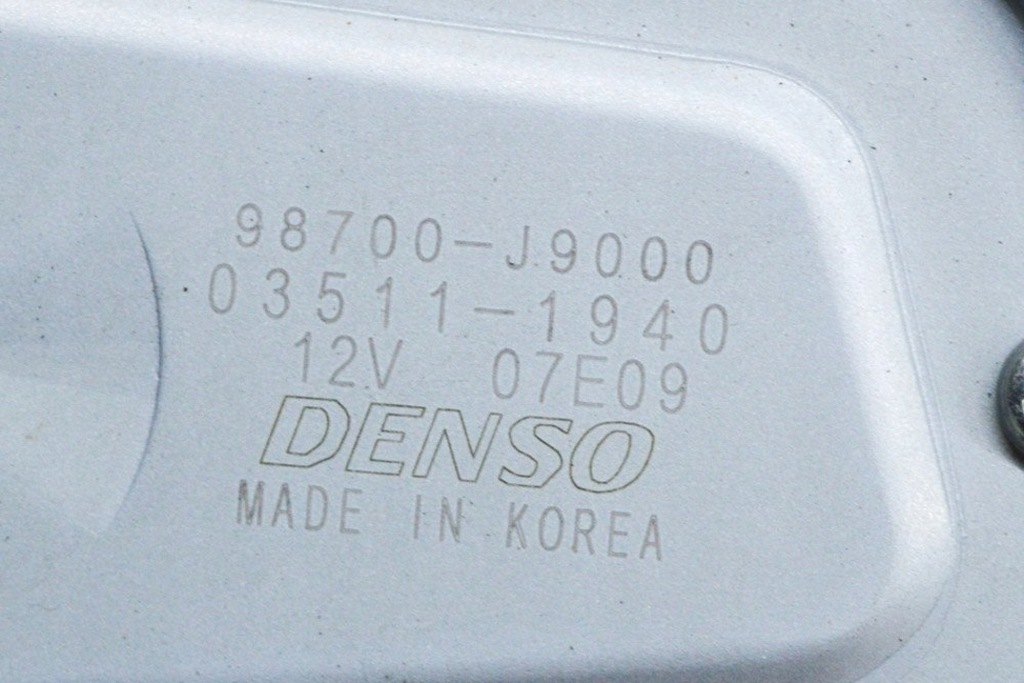 98700-J9000
03511-1940
12V 07E09
DENSO
MADE IN KOREA